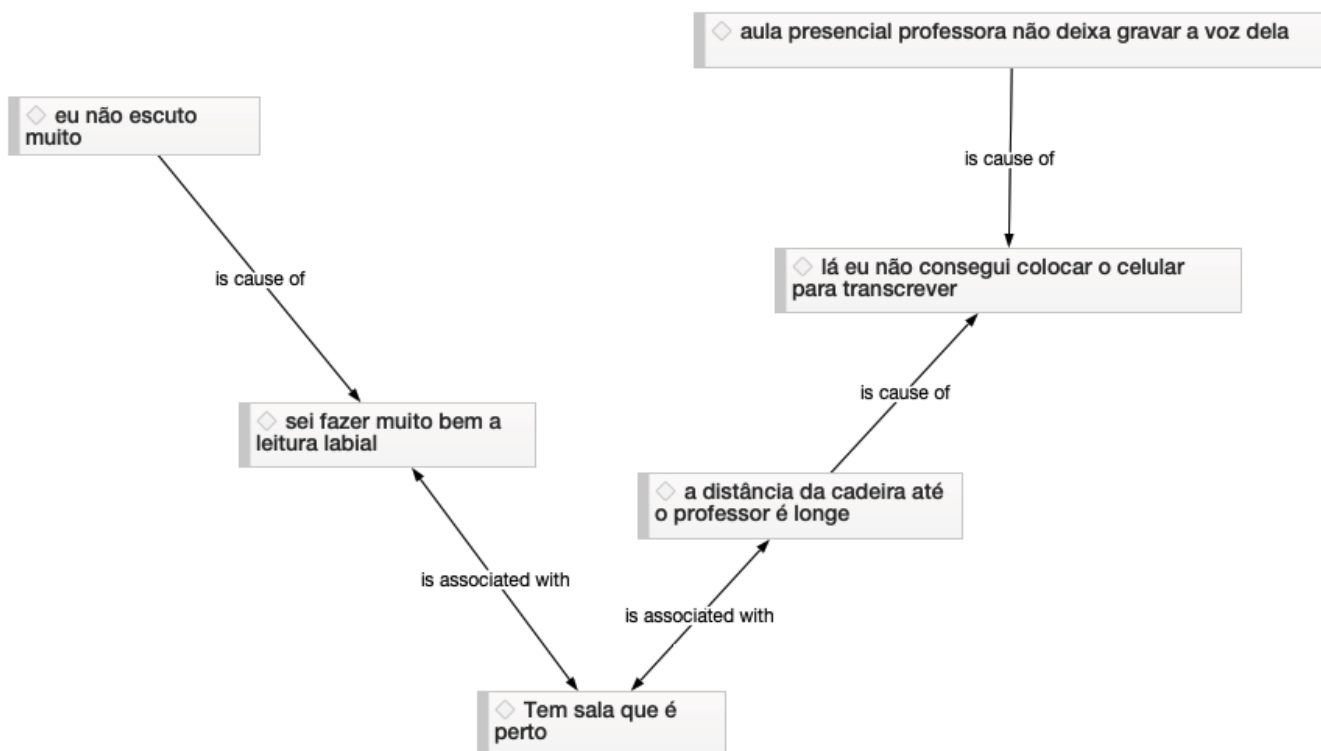 aula presencial professora não deixa gravar a voz dela
eu não escuto
muito
is cause of
lá eu não consegui colocar o celular
para transcrever
is cause of
is cause of
sei fazer muito bem a
leitura labial
a distância da cadeira até
o professor é longe
is associated with
is associated with
Tem sala que é
perto